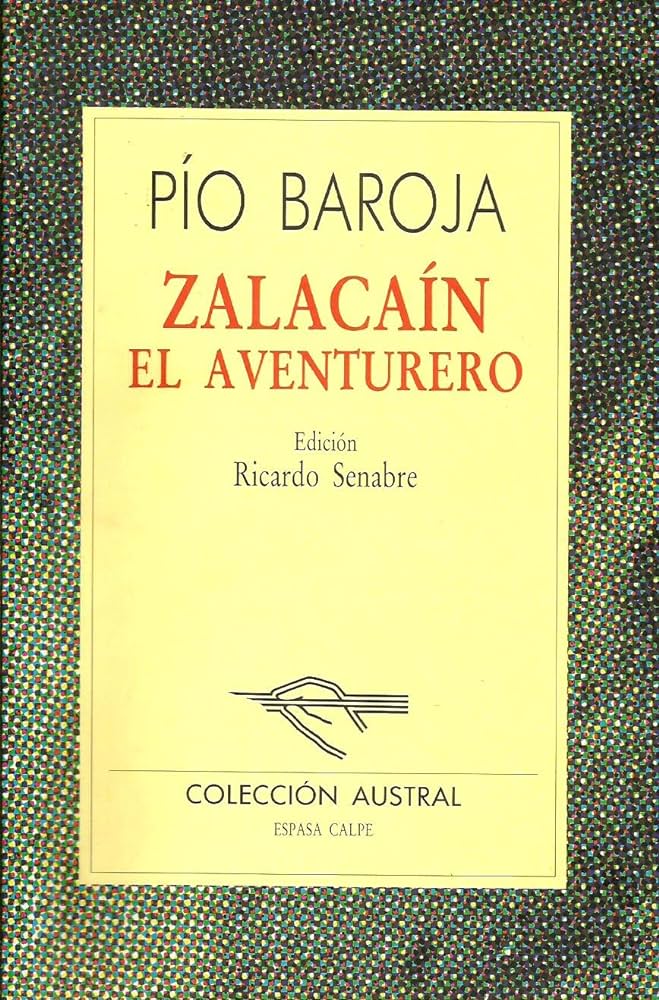 PÍO BAROJA
ZALACAÍN
EL AVENTURERO
Edición
Ricardo Senabre
COLECCIÓN AUSTRAL
ESPASA CALPE